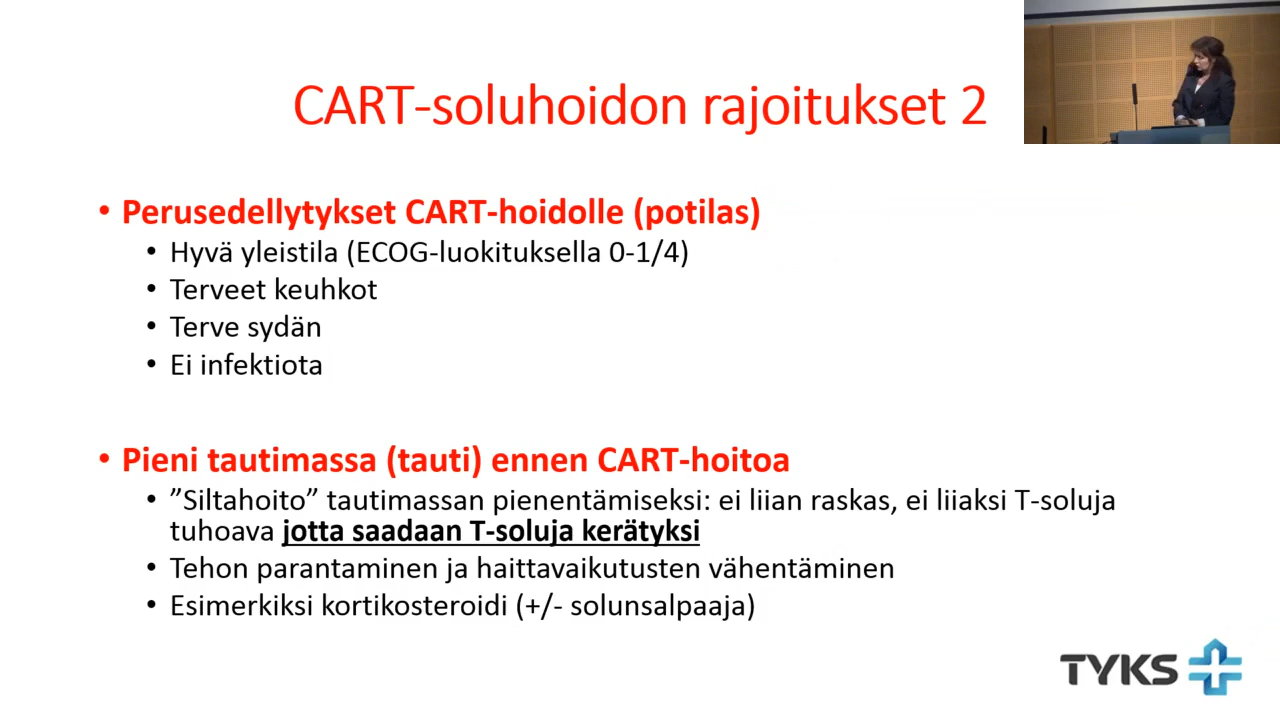 CART-soluhoidon rajoitukset 2
• Perusedellytykset CART-hoidolle (potilas)
• Hyvä yleistila (ECOG-luokituksella 0-1/4)
• Terveet keuhkot
• Terve sydän
• Ei infektiota
• Pieni tautimassa (tauti) ennen CART-hoitoa
• ”Siltahoito” tautimassan pienentämiseksi: ei liian raskas, ei liiaksi T-soluja
tuhoava jotta saadaan T-soluja kerätyksi
• Tehon parantaminen ja haittavaikutusten vähentäminen
• Esimerkiksi kortikosteroidi (+/- solunsalpaaja)
TYKS